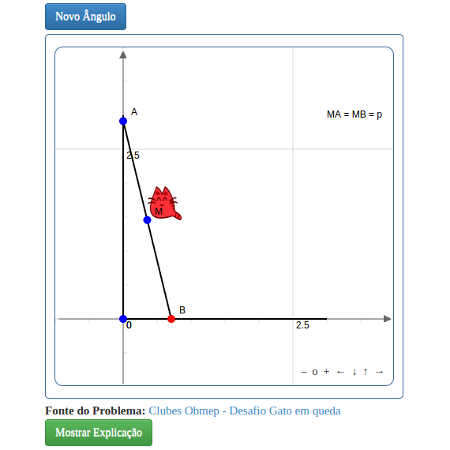 Novo Ângulo
A
MA = MB = p
2.5
M
B
0
2.5
– o + ← ↓ ↑ →
Fonte do Problema: Clubes Obmep - Desafio Gato em queda
Mostrar Explicação